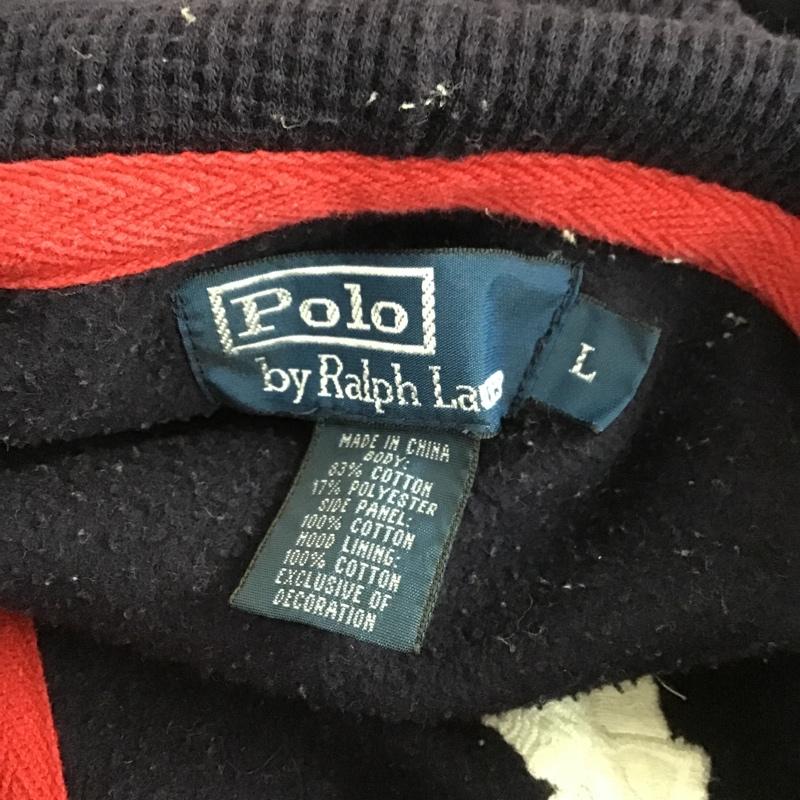 Polo
by Ralph La
L
MADE IN CHINA
BODY:
83% COTTON
17% POLYESTER
SIDE PANEL:
100% COTTON
HOOD LINING:
100% COTTON
EXCLUSIVE OF
DECORATION